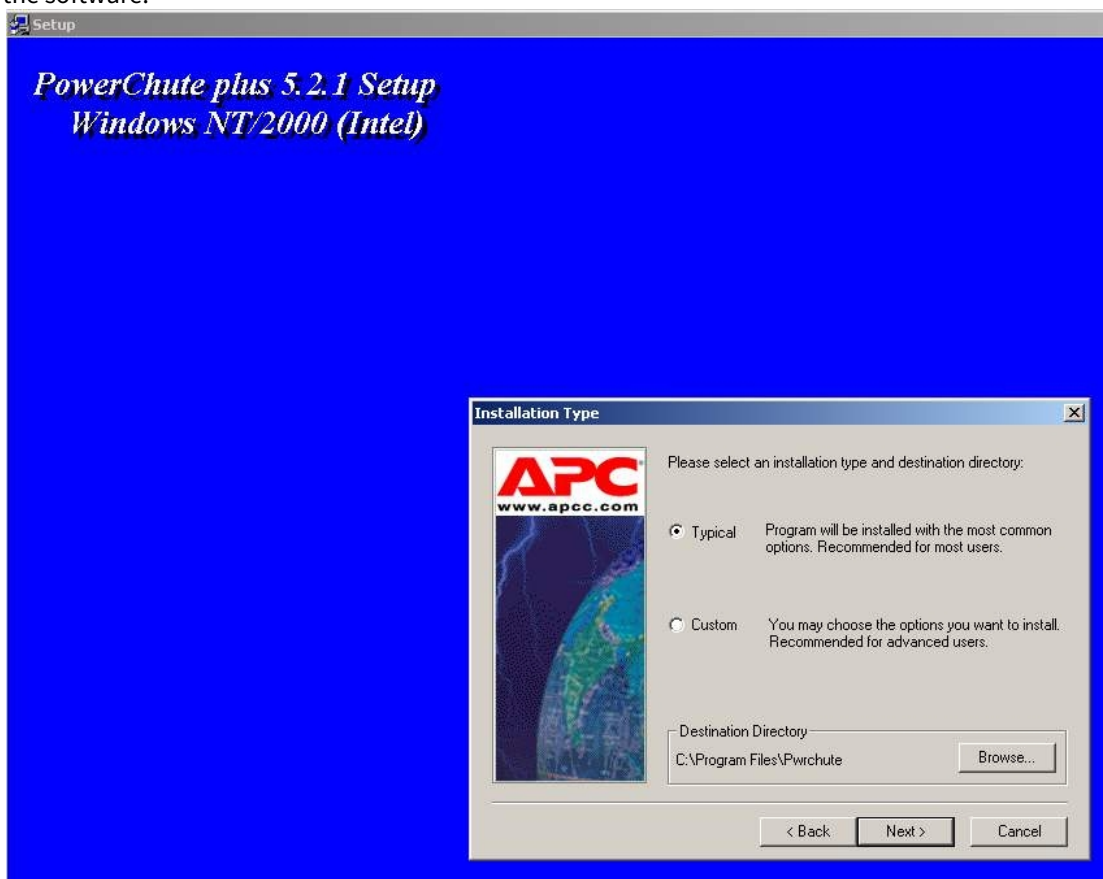 the software.
Setup
PowerChute plus 5.2.1 Setup
Windows NT/2000 (Intel)
Installation Type
APC
www.apcc.com
Please select an installation type and destination directory:
Typical Program will be installed with the most common
options. Recommended for most users.
Custom You may choose the options you want to install.
Recommended for advanced users.
Destination Directory
C:\Program Files\Pwrchute Browse...
< Back Next > Cancel